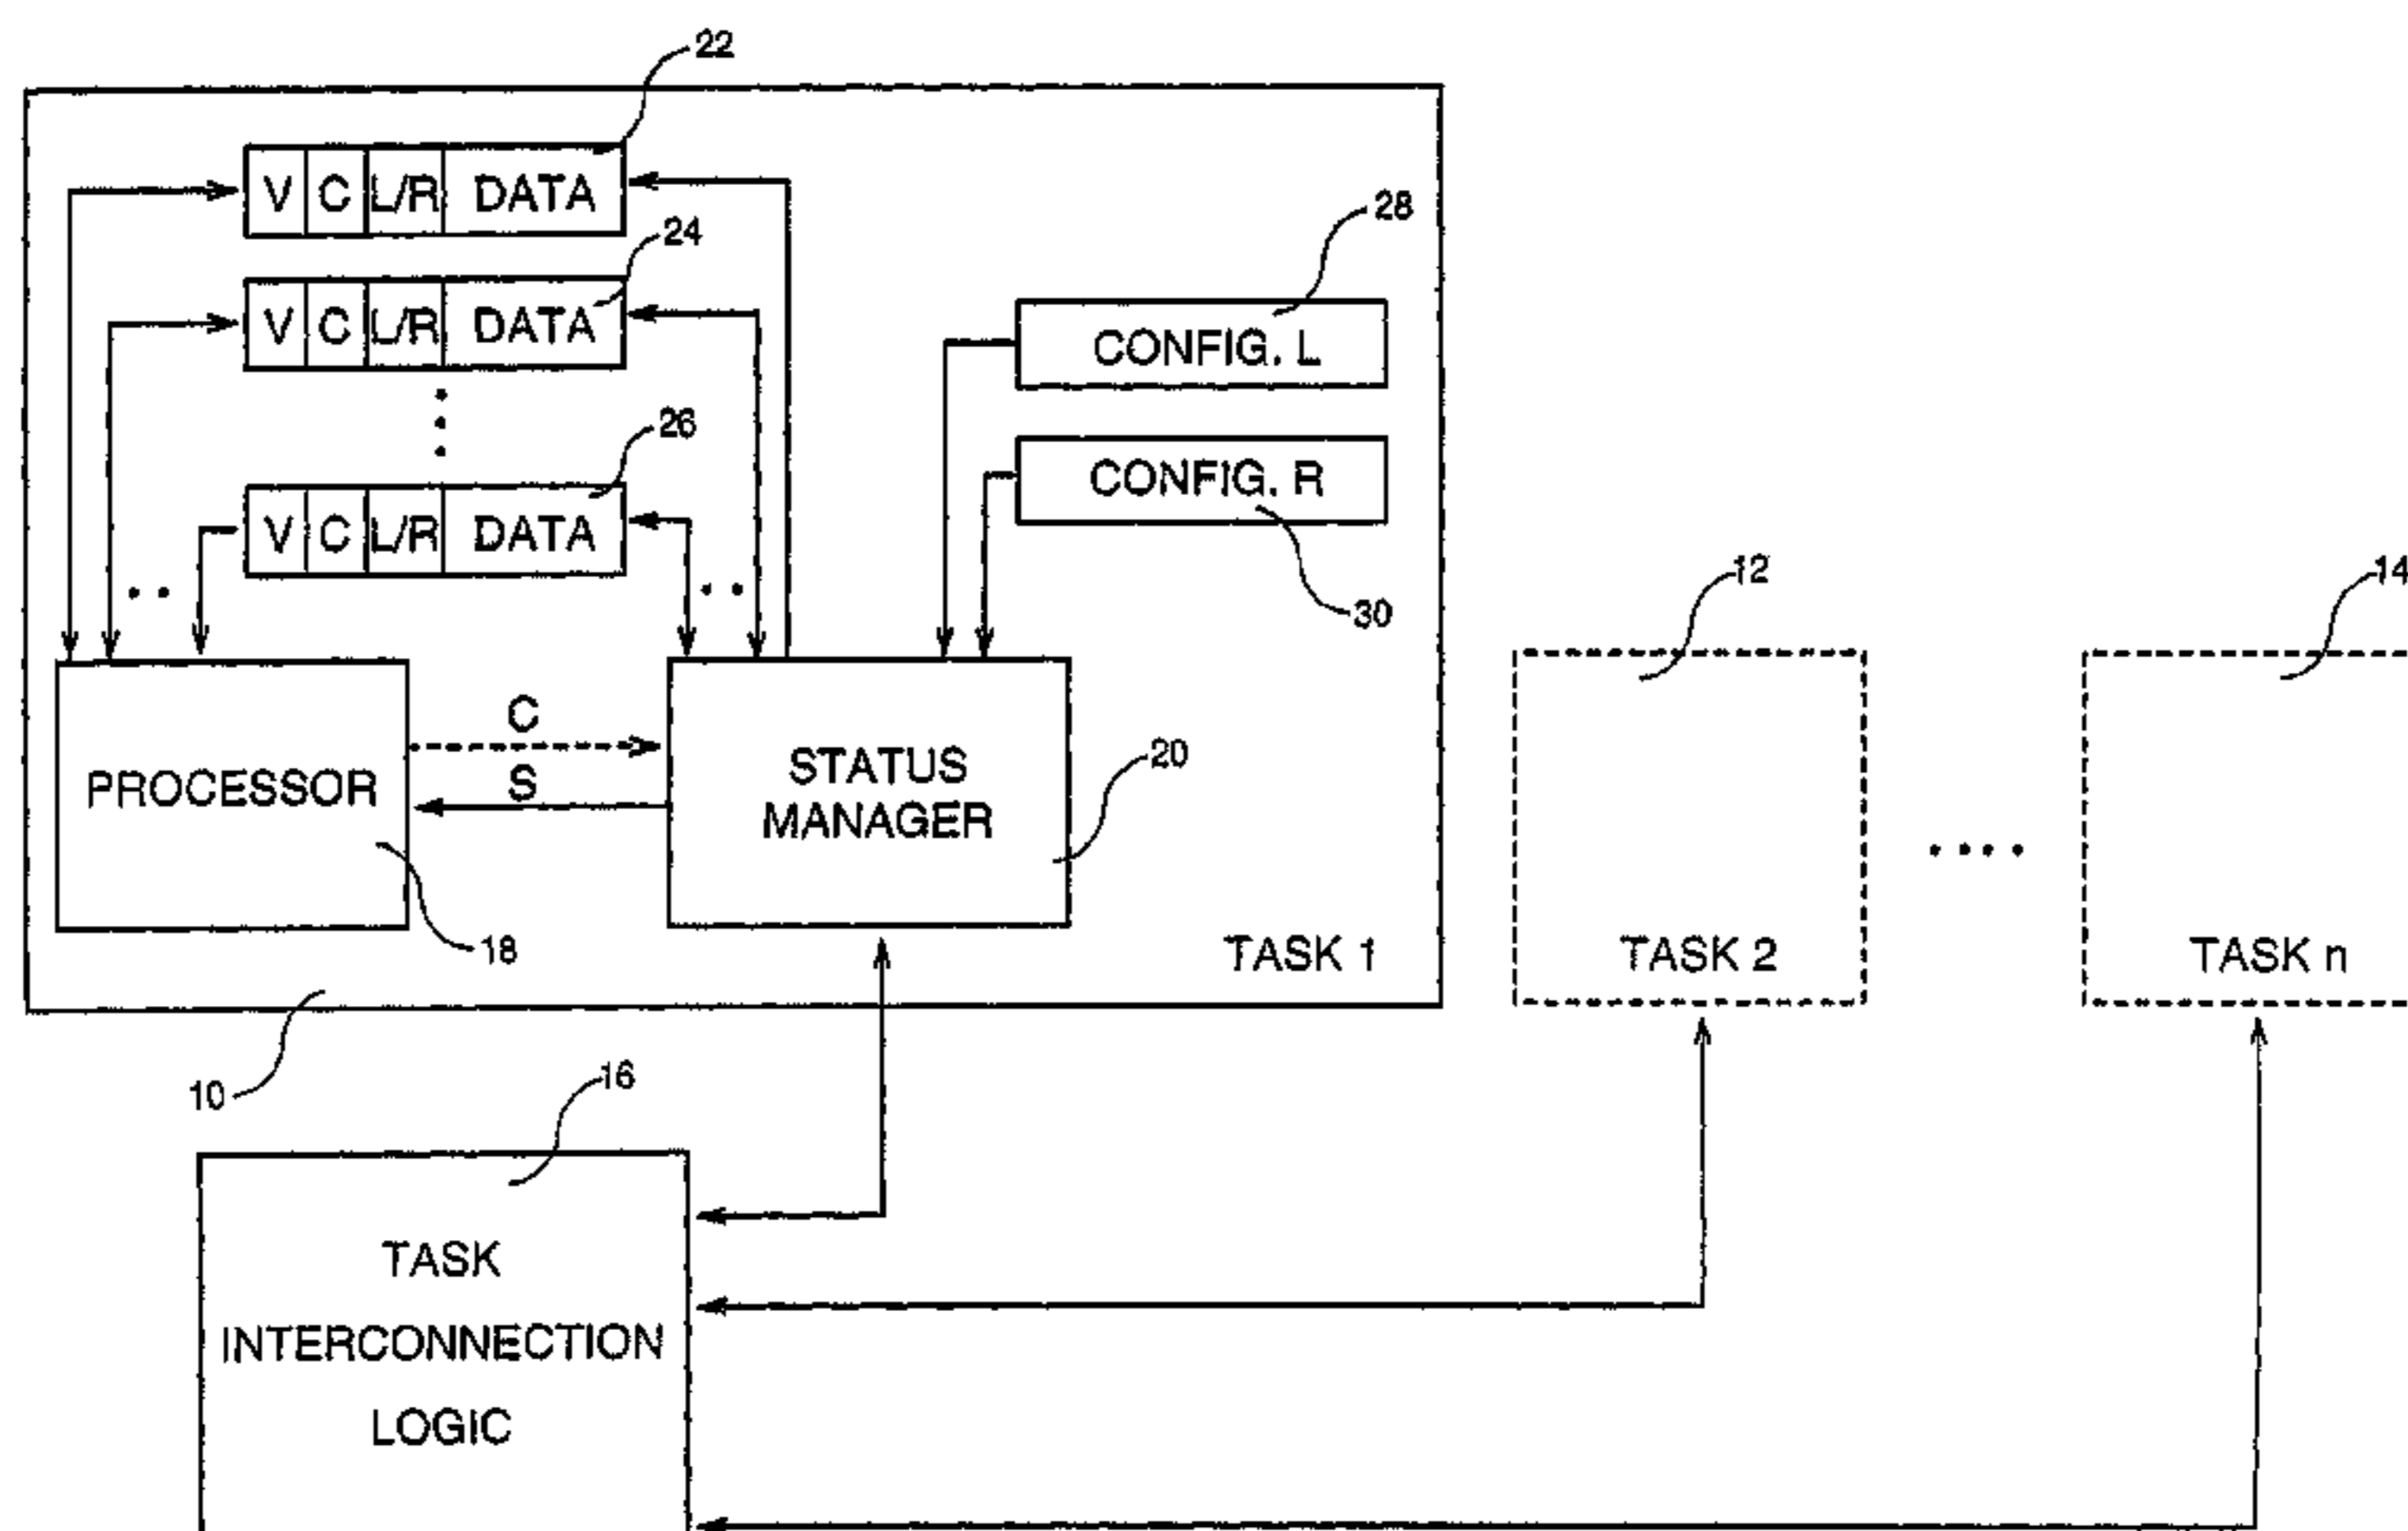 22
V C L/R DATA
24
28
V C L/R DATA
CONFIG. L
26
CONFIG. R
V C L/R DATA
12
14
30
C
PROCESSOR
S
STATUS
MANAGER
20
18
TASK 1
TASK 2
TASK n
10
16
TASK
INTERCONNECTION
LOGIC